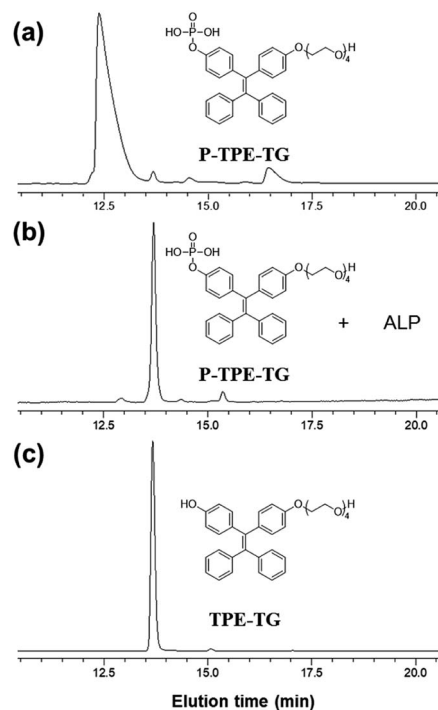 (a)
O
HO-P-OH
O
O(
O)4
H
P-TPE-TG
12.5 15.0 17.5 20.0
(b)
O
HO-P-OH
O
O(
O)4
H
+ ALP
P-TPE-TG
12.5 15.0 17.5 20.0
(c)
HO
O(
O)4
H
TPE-TG
12.5 15.0 17.5 20.0
Elution time (min)